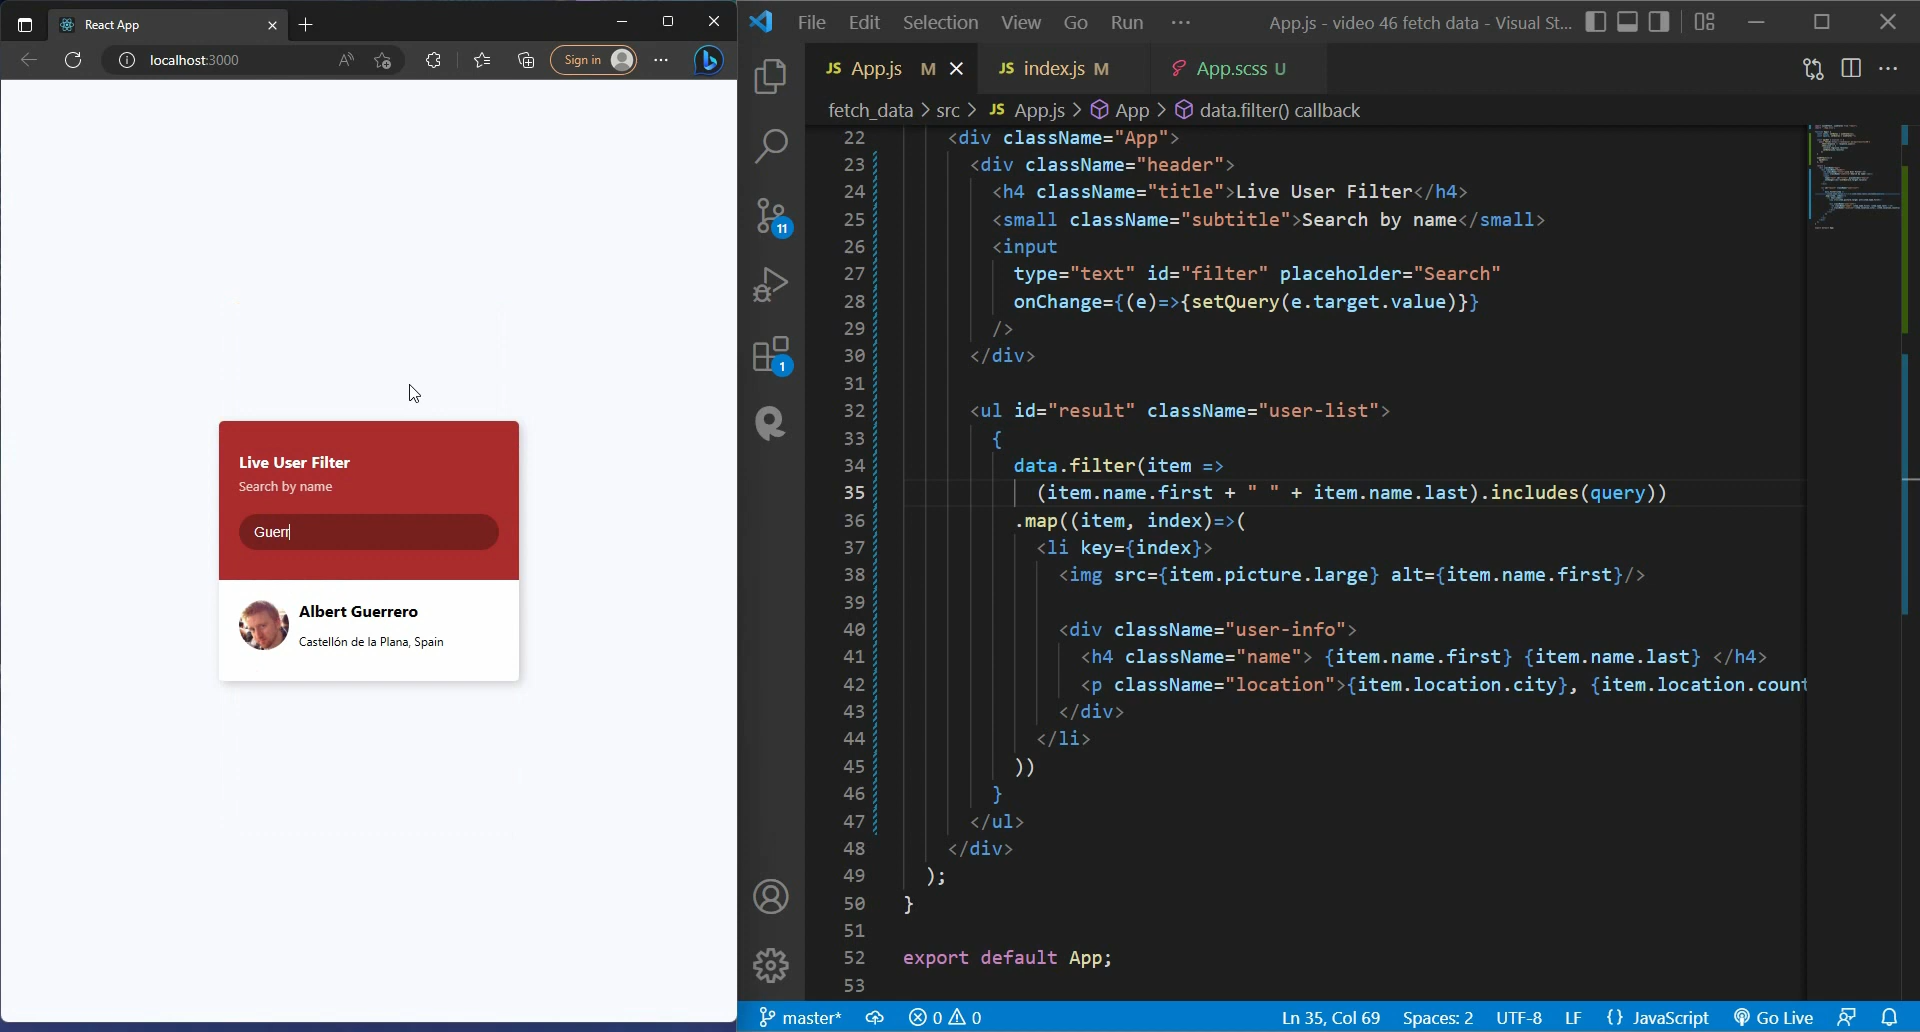 React App
localhost:3000
Sign in
Live User Filter
Search by name
Guerr
Albert Guerrero
Castellón de la Plana, Spain
File Edit Selection View Go Run ··· App.js - video 46 fetch data - Visual St...
JS App.js M JS index.js M App.scss U
fetch_data > src > JS App.js > App > data.filter() callback
11
1
22 <div className="App">
23 <div className="header">
24 <h4 className="title">Live User Filter</h4>
25 <small className="subtitle">Search by name</small>
26 <input
27 type="text" id="filter" placeholder="Search"
28 onChange={(e)=>{setQuery(e.target.value)}}
29 />
30 </div>
31
32 <ul id="result" className="user-list">
33 {
34 data.filter(item =>
35 (item.name.first + " " + item.name.last).includes(query))
36 .map((item, index)=>(
37 <li key={index}>
38 <img src={item.picture.large} alt={item.name.first}/>
39
40 <div className="user-info">
41 <h4 className="name"> {item.name.first} {item.name.last} </h4>
42 <p className="location">{item.location.city}, {item.location.count
43 </div>
44 </li>
45 ))
46 }
47 </ul>
48 </div>
49 );
50 }
51
52 export default App;
53
master* 0 0 Ln 35, Col 69 Spaces: 2 UTF-8 LF {} JavaScript Go Live